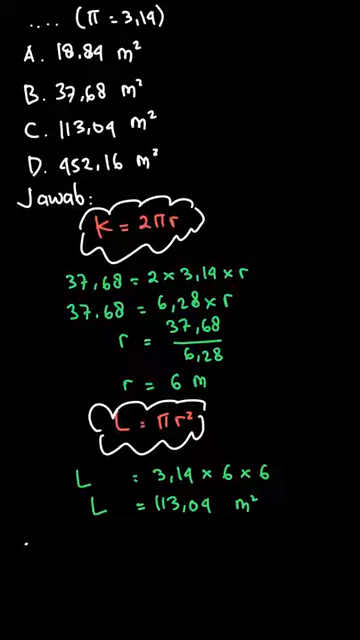 .... (π = 3,14)
A. 18,84 m²
B. 37,68 m²
C. 113,04 m²
D. 452,16 m²
Jawab:
K = 2πr
37,68 = 2 × 3,14 × r
37,68 = 6,28 × r
r = 37,68 / 6,28
r = 6 m
L = πr²
L = 3,14 × 6 × 6
L = 113,04 m²